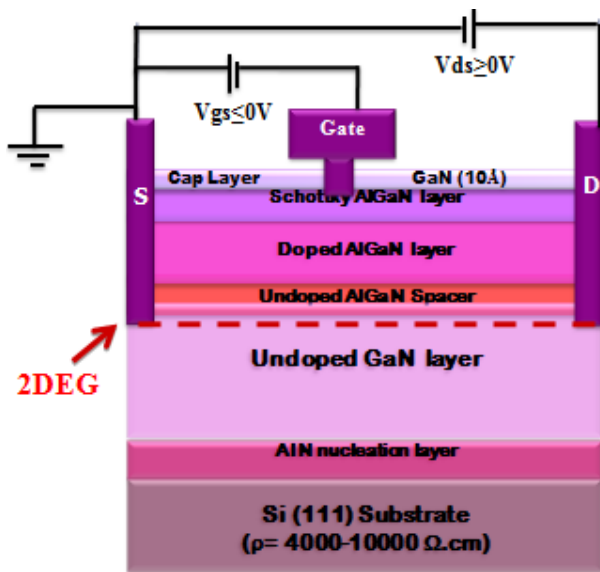 Vds≥0V
Vgs≤0V
Gate
S
Cap Layer
GaN (10Å)
D
Schottky AlGaN layer
Doped AlGaN layer
Undoped AlGaN Spacer
2DEG
Undoped GaN layer
AlN nucleation layer
Si (111) Substrate
(ρ= 4000-10000 Ω.cm)